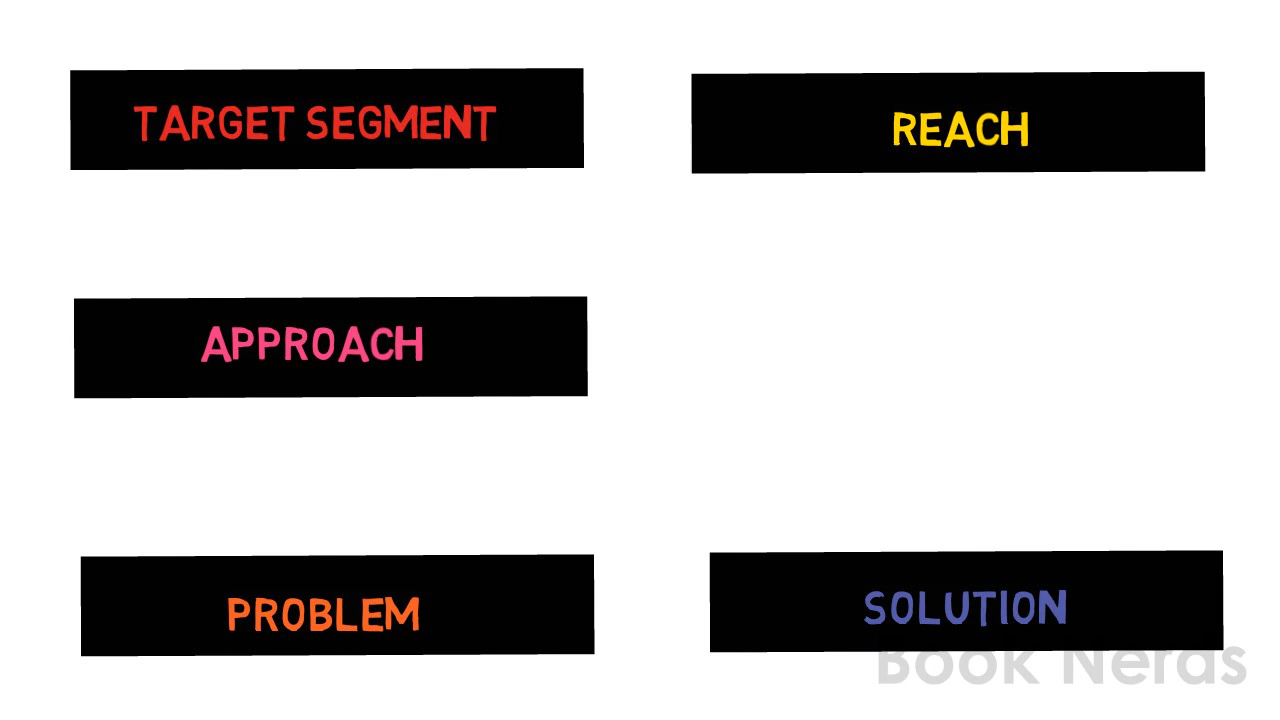 TARGET SEGMENT
REACH
APPROACH
PROBLEM
SOLUTION
Book Nerds